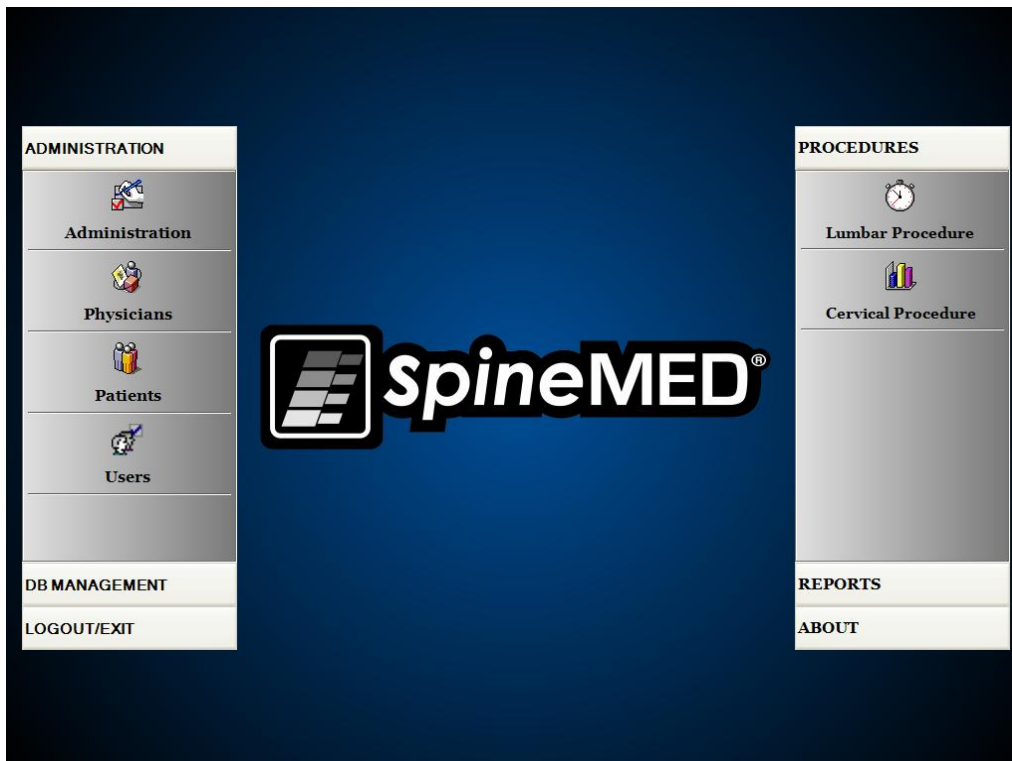 ADMINISTRATION
Administration
Physicians
Patients
Users
DB MANAGEMENT
LOGOUT/EXIT
SpineMED®
PROCEDURES
Lumbar Procedure
Cervical Procedure
REPORTS
ABOUT